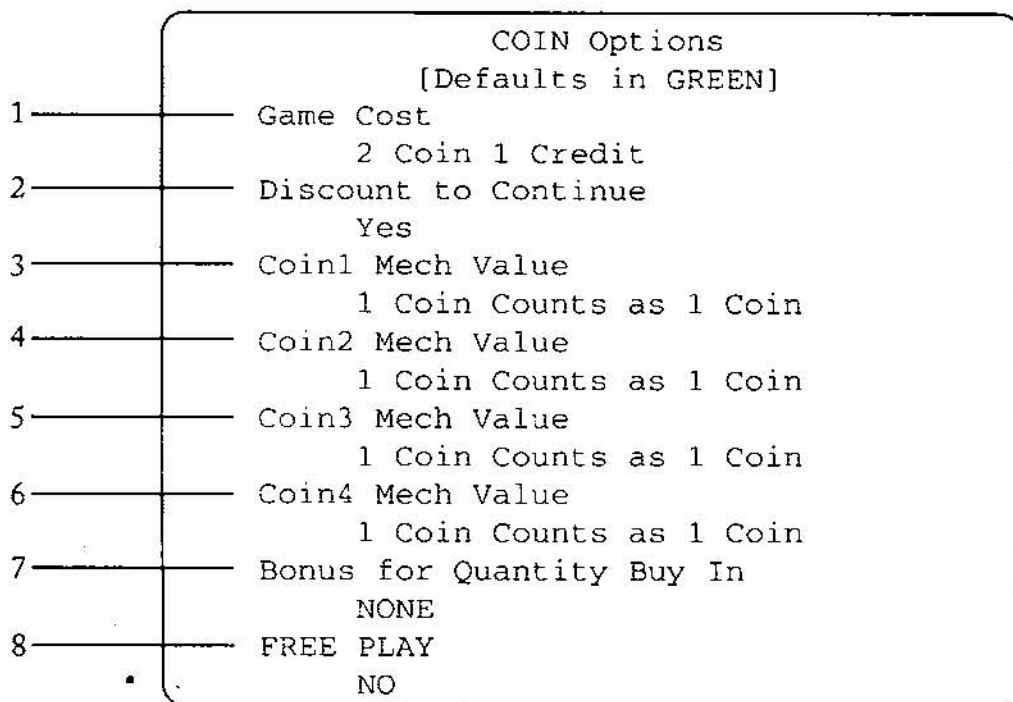 COIN Options
[Defaults in GREEN]
1 Game Cost
2 Coin 1 Credit
2 Discount to Continue
Yes
3 Coin1 Mech Value
1 Coin Counts as 1 Coin
4 Coin2 Mech Value
1 Coin Counts as 1 Coin
5 Coin3 Mech Value
1 Coin Counts as 1 Coin
6 Coin4 Mech Value
1 Coin Counts as 1 Coin
7 Bonus for Quantity Buy In
NONE
8 FREE PLAY
NO